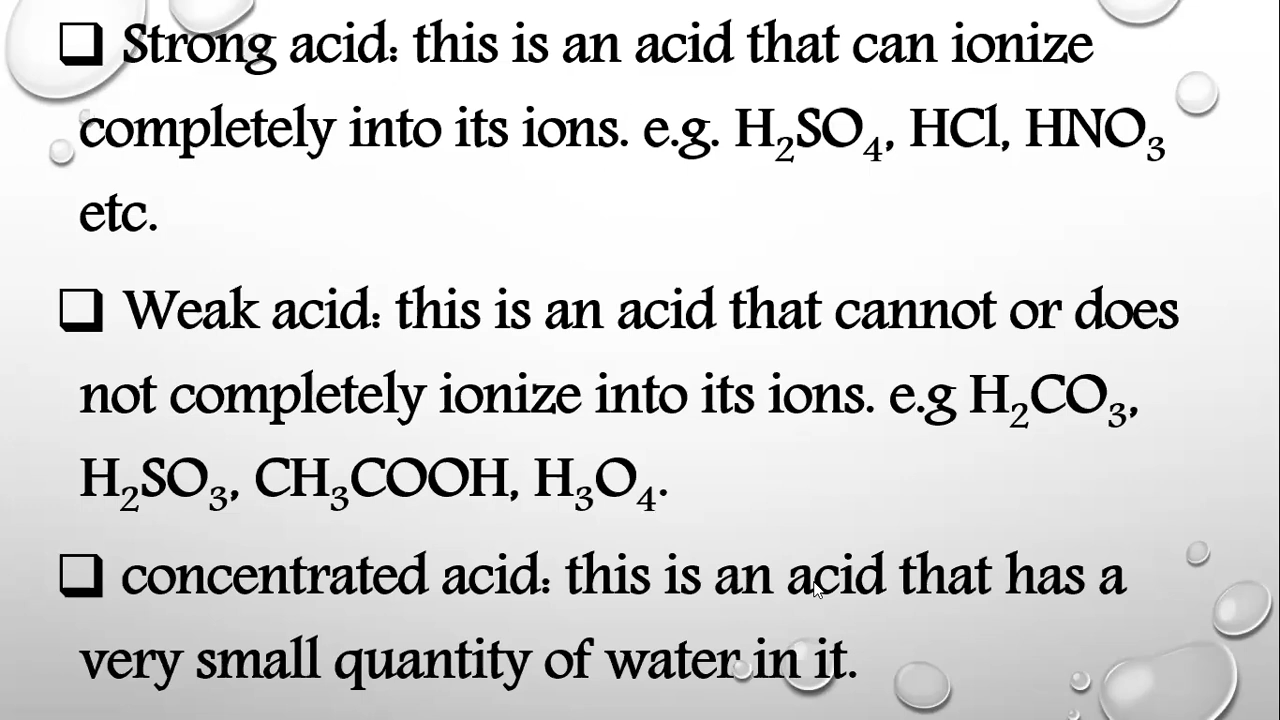 ❑ Strong acid: this is an acid that can ionize
completely into its ions. e.g. H₂SO₄, HCl, HNO₃
etc.
❑ Weak acid: this is an acid that cannot or does
not completely ionize into its ions. e.g H₂CO₃,
H₂SO₃, CH₃COOH, H₃O₄.
❑ concentrated acid: this is an acid that has a
very small quantity of water in it.